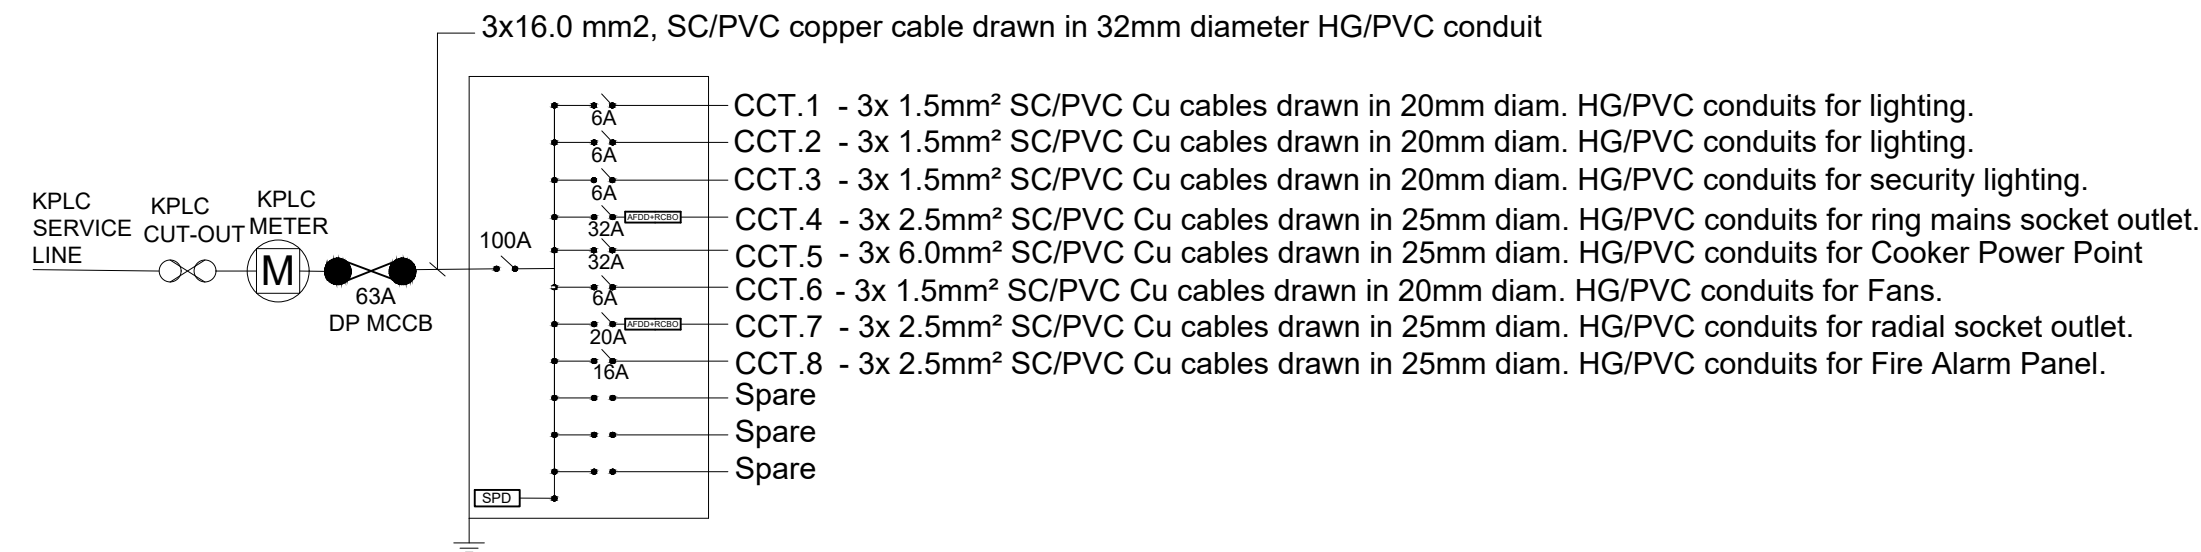 3x16.0 mm2, SC/PVC copper cable drawn in 32mm diameter HG/PVC conduit
KPLC
SERVICE
LINE
KPLC
CUT-OUT
KPLC
METER
M
63A
DP MCCB
100A
6A
CCT.1 - 3x 1.5mm² SC/PVC Cu cables drawn in 20mm diam. HG/PVC conduits for lighting.
6A
CCT.2 - 3x 1.5mm² SC/PVC Cu cables drawn in 20mm diam. HG/PVC conduits for lighting.
6A
CCT.3 - 3x 1.5mm² SC/PVC Cu cables drawn in 20mm diam. HG/PVC conduits for security lighting.
32A
AFDD+RCBO
CCT.4 - 3x 2.5mm² SC/PVC Cu cables drawn in 25mm diam. HG/PVC conduits for ring mains socket outlet.
32A
CCT.5 - 3x 6.0mm² SC/PVC Cu cables drawn in 25mm diam. HG/PVC conduits for Cooker Power Point
6A
CCT.6 - 3x 1.5mm² SC/PVC Cu cables drawn in 20mm diam. HG/PVC conduits for Fans.
20A
AFDD+RCBO
CCT.7 - 3x 2.5mm² SC/PVC Cu cables drawn in 25mm diam. HG/PVC conduits for radial socket outlet.
16A
CCT.8 - 3x 2.5mm² SC/PVC Cu cables drawn in 25mm diam. HG/PVC conduits for Fire Alarm Panel.
Spare
Spare
Spare
SPD